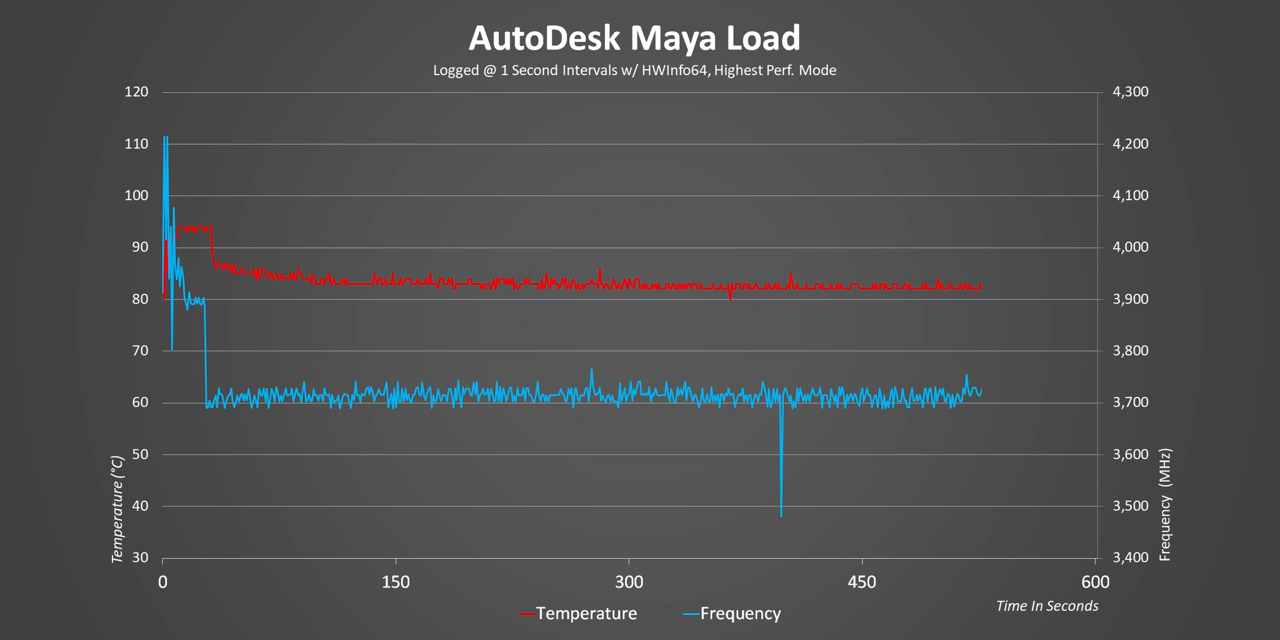 AutoDesk Maya Load
Logged @ 1 Second Intervals w/ HWInfo64, Highest Perf. Mode
120 4,300
110 4,200
100 4,100
90 4,000
80 3,900
70 3,800
60 3,700
50 3,600
40 3,500
30 3,400
Temperature (°C)
Frequency (MHz)
0 150 300 450 600
Time In Seconds
Temperature Frequency